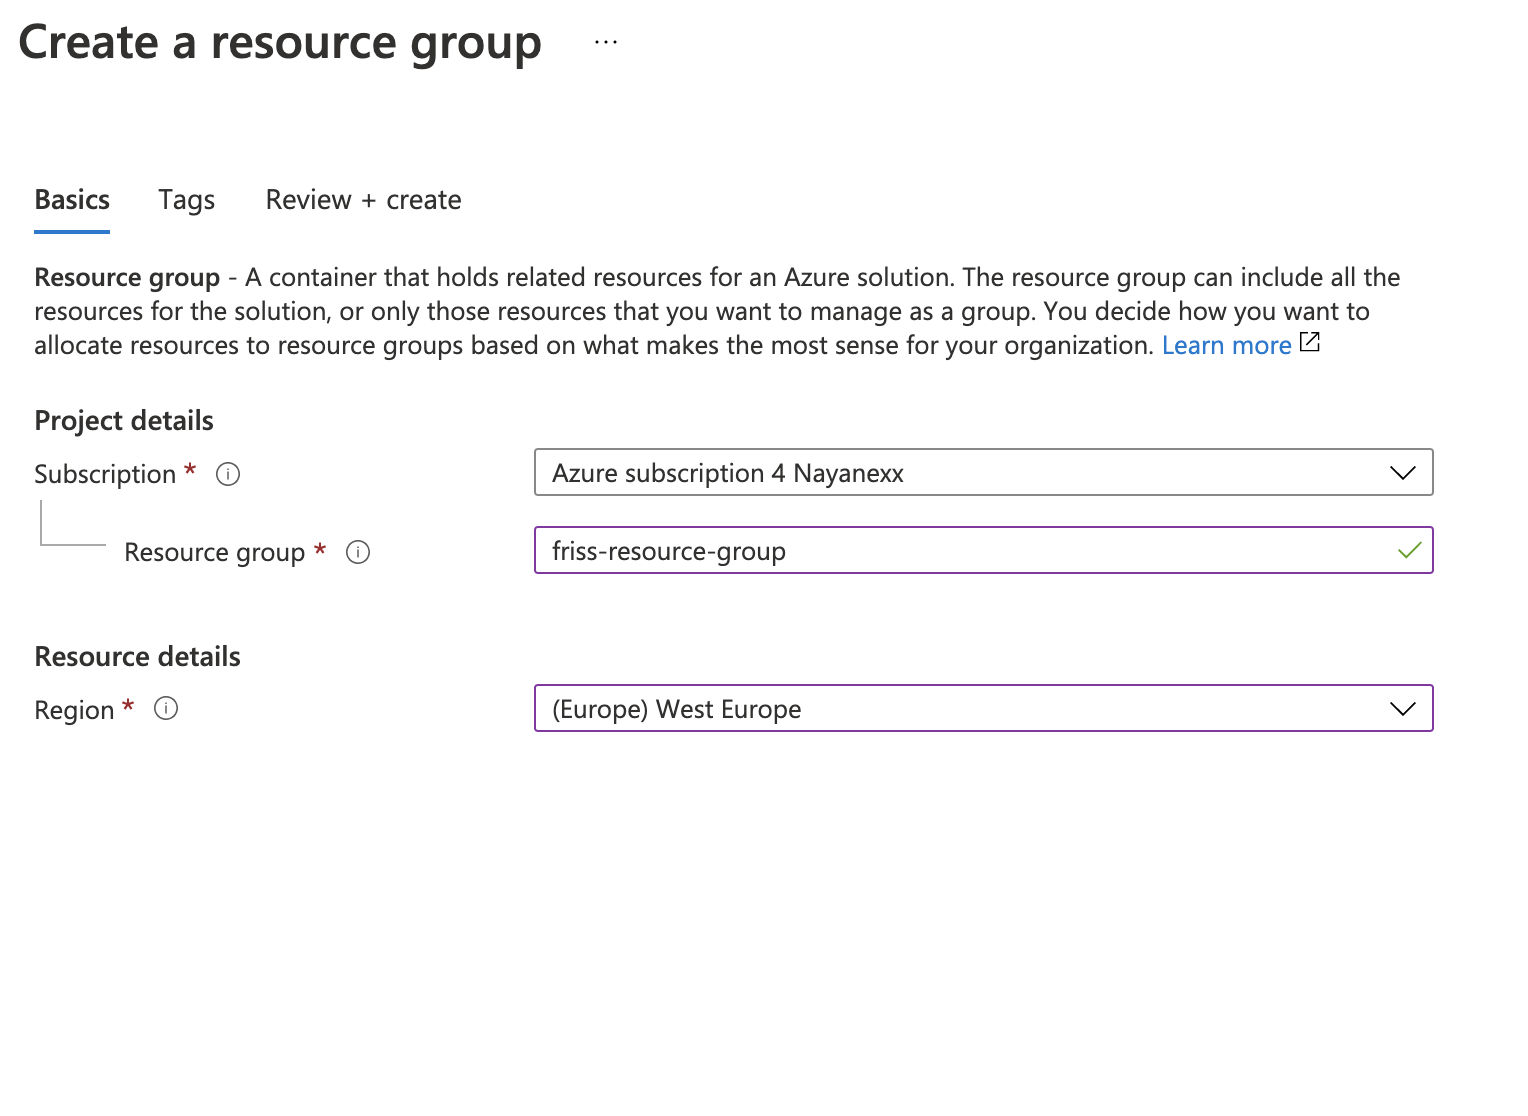 Create a resource group ...
Basics Tags Review + create
Resource group - A container that holds related resources for an Azure solution. The resource group can include all the
resources for the solution, or only those resources that you want to manage as a group. You decide how you want to
allocate resources to resource groups based on what makes the most sense for your organization. Learn more
Project details
Subscription * Azure subscription 4 Nayanexx
Resource group * friss-resource-group
Resource details
Region * (Europe) West Europe